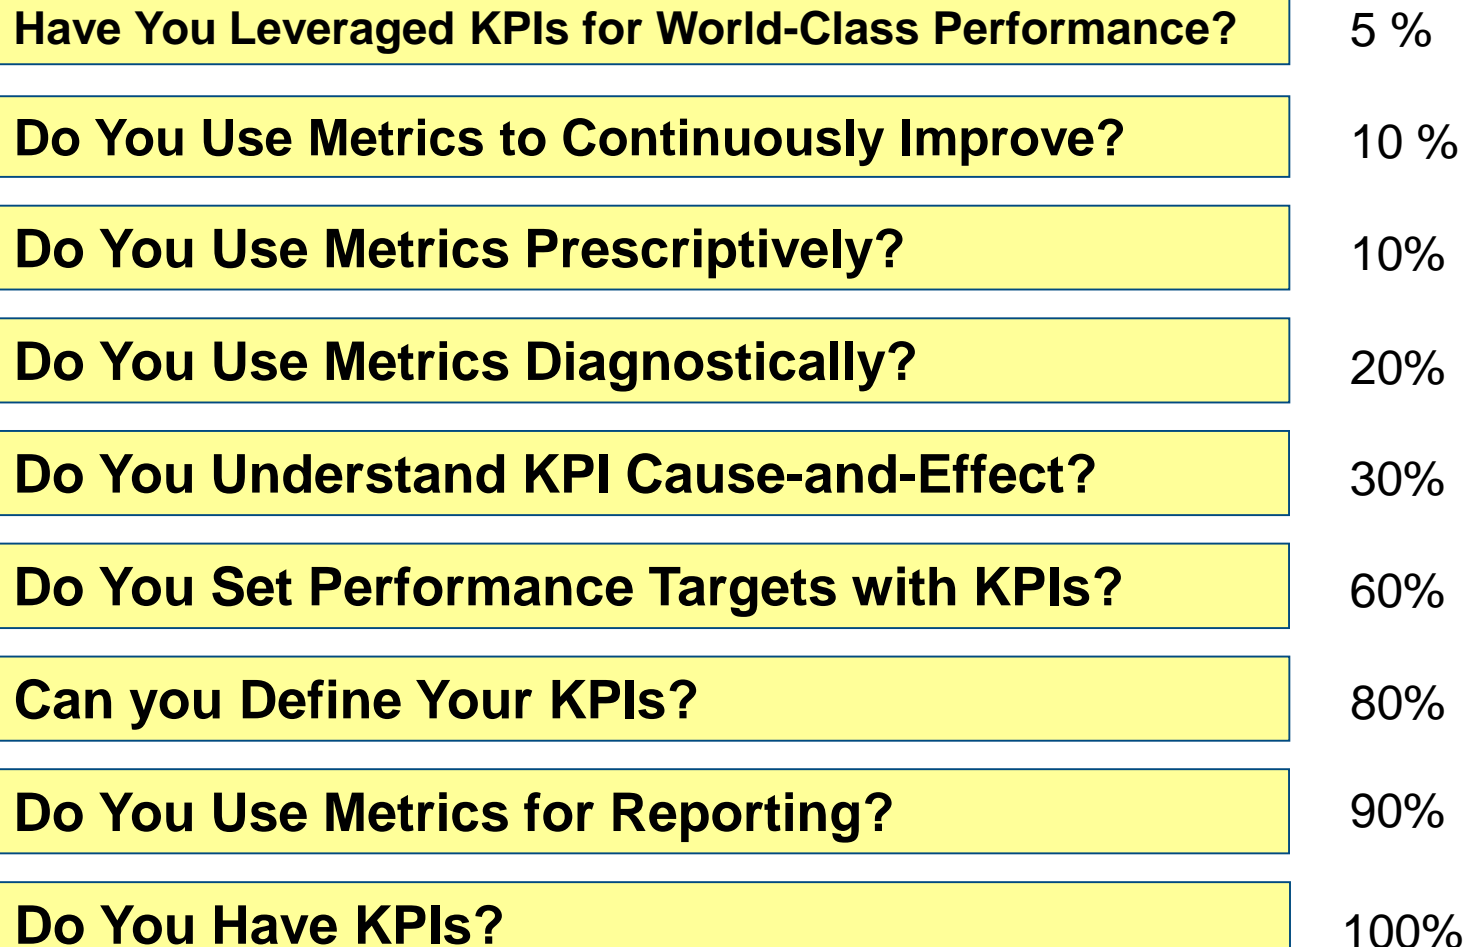 Have You Leveraged KPIs for World-Class Performance? 5 %
Do You Use Metrics to Continuously Improve? 10 %
Do You Use Metrics Prescriptively? 10%
Do You Use Metrics Diagnostically? 20%
Do You Understand KPI Cause-and-Effect? 30%
Do You Set Performance Targets with KPIs? 60%
Can you Define Your KPIs? 80%
Do You Use Metrics for Reporting? 90%
Do You Have KPIs? 100%